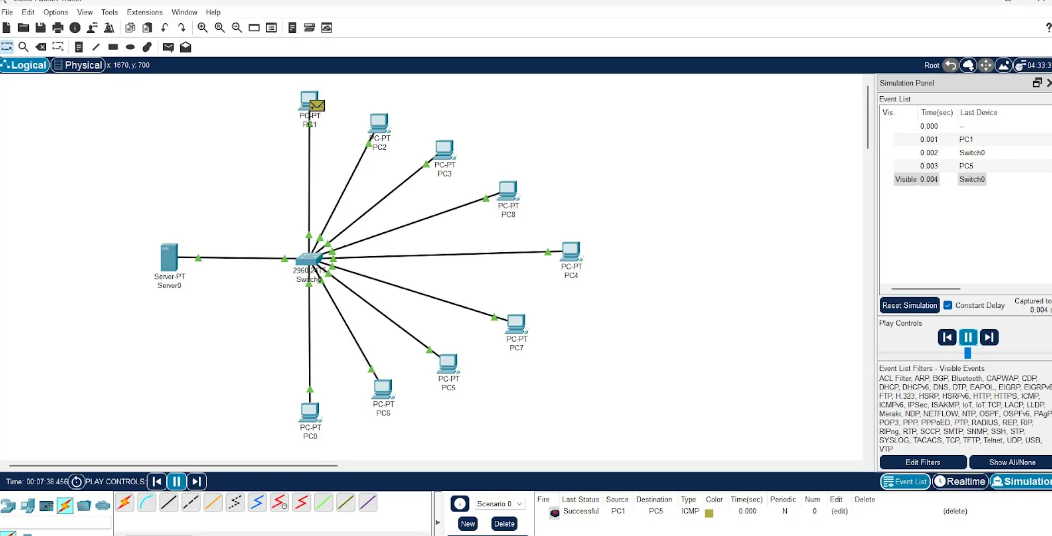 File Edit Options View Tools Extensions Window Help
?
Logical Physical x: 1670, y: 700 Root 04:33:3
Simulation Panel
Event List
Vis. Time(sec) Last Device
0.000 --
0.001 PC1
0.002 Switch0
0.003 PC5
Visible 0.004 Switch0
PC-PT
PC1
PC-PT
PC2
PC-PT
PC3
PC-PT
PC8
PC-PT
PC4
Server-PT
Server0
Switch0
PC-PT
PC7
PC-PT
PC5
PC-PT
PC6
PC-PT
PC0
Reset Simulation Constant Delay Captured to
0.004 s
Play Controls
Event List Filters - Visible Events
ACL Filter, ARP, BGP, Bluetooth, CAPWAP, CDP,
DHCP, DHCPv6, DNS, DTP, EAPOL, EIGRP, EIGRPv6
FTP, H.323, HSRP, HSRPv6, HTTP, HTTPS, ICMP,
ICMPv6, IPSec, ISAKMP, IoT, IoT TCP, LACP, LLDP,
Meraki, NDP, NETFLOW, NTP, OSPF, OSPFv6, PAgP
POP3, PPP, PPPoED, PTP, RADIUS, REP, RIP,
RIPng, RTP, SCCP, SMTP, SNMP, SSH, STP,
SYSLOG, TACACS, TCP, TFTP, Telnet, UDP, USB,
VTP
Edit Filters Show All/None
Time: 00:07:36.456 PLAY CONTROLS: Event List Realtime Simulation
Scenario 0
New Delete
Fire Last Status Source Destination Type Color Time(sec) Periodic Num Edit Delete
Successful PC1 PC5 ICMP 0.000 N 0 (edit) (delete)